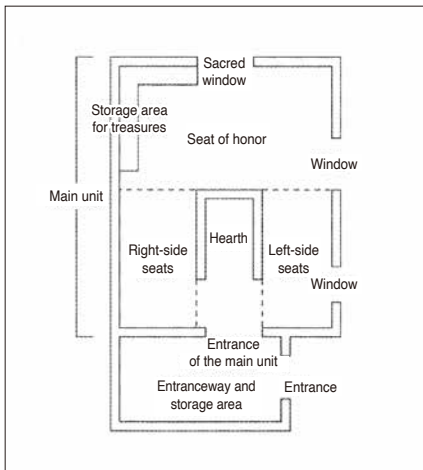 Sacred
window
Storage area
for treasures
Seat of honor
Window
Main unit
Hearth
Right-side
seats
Left-side
seats
Window
Entrance
of the main unit
Entranceway and
storage area
Entrance